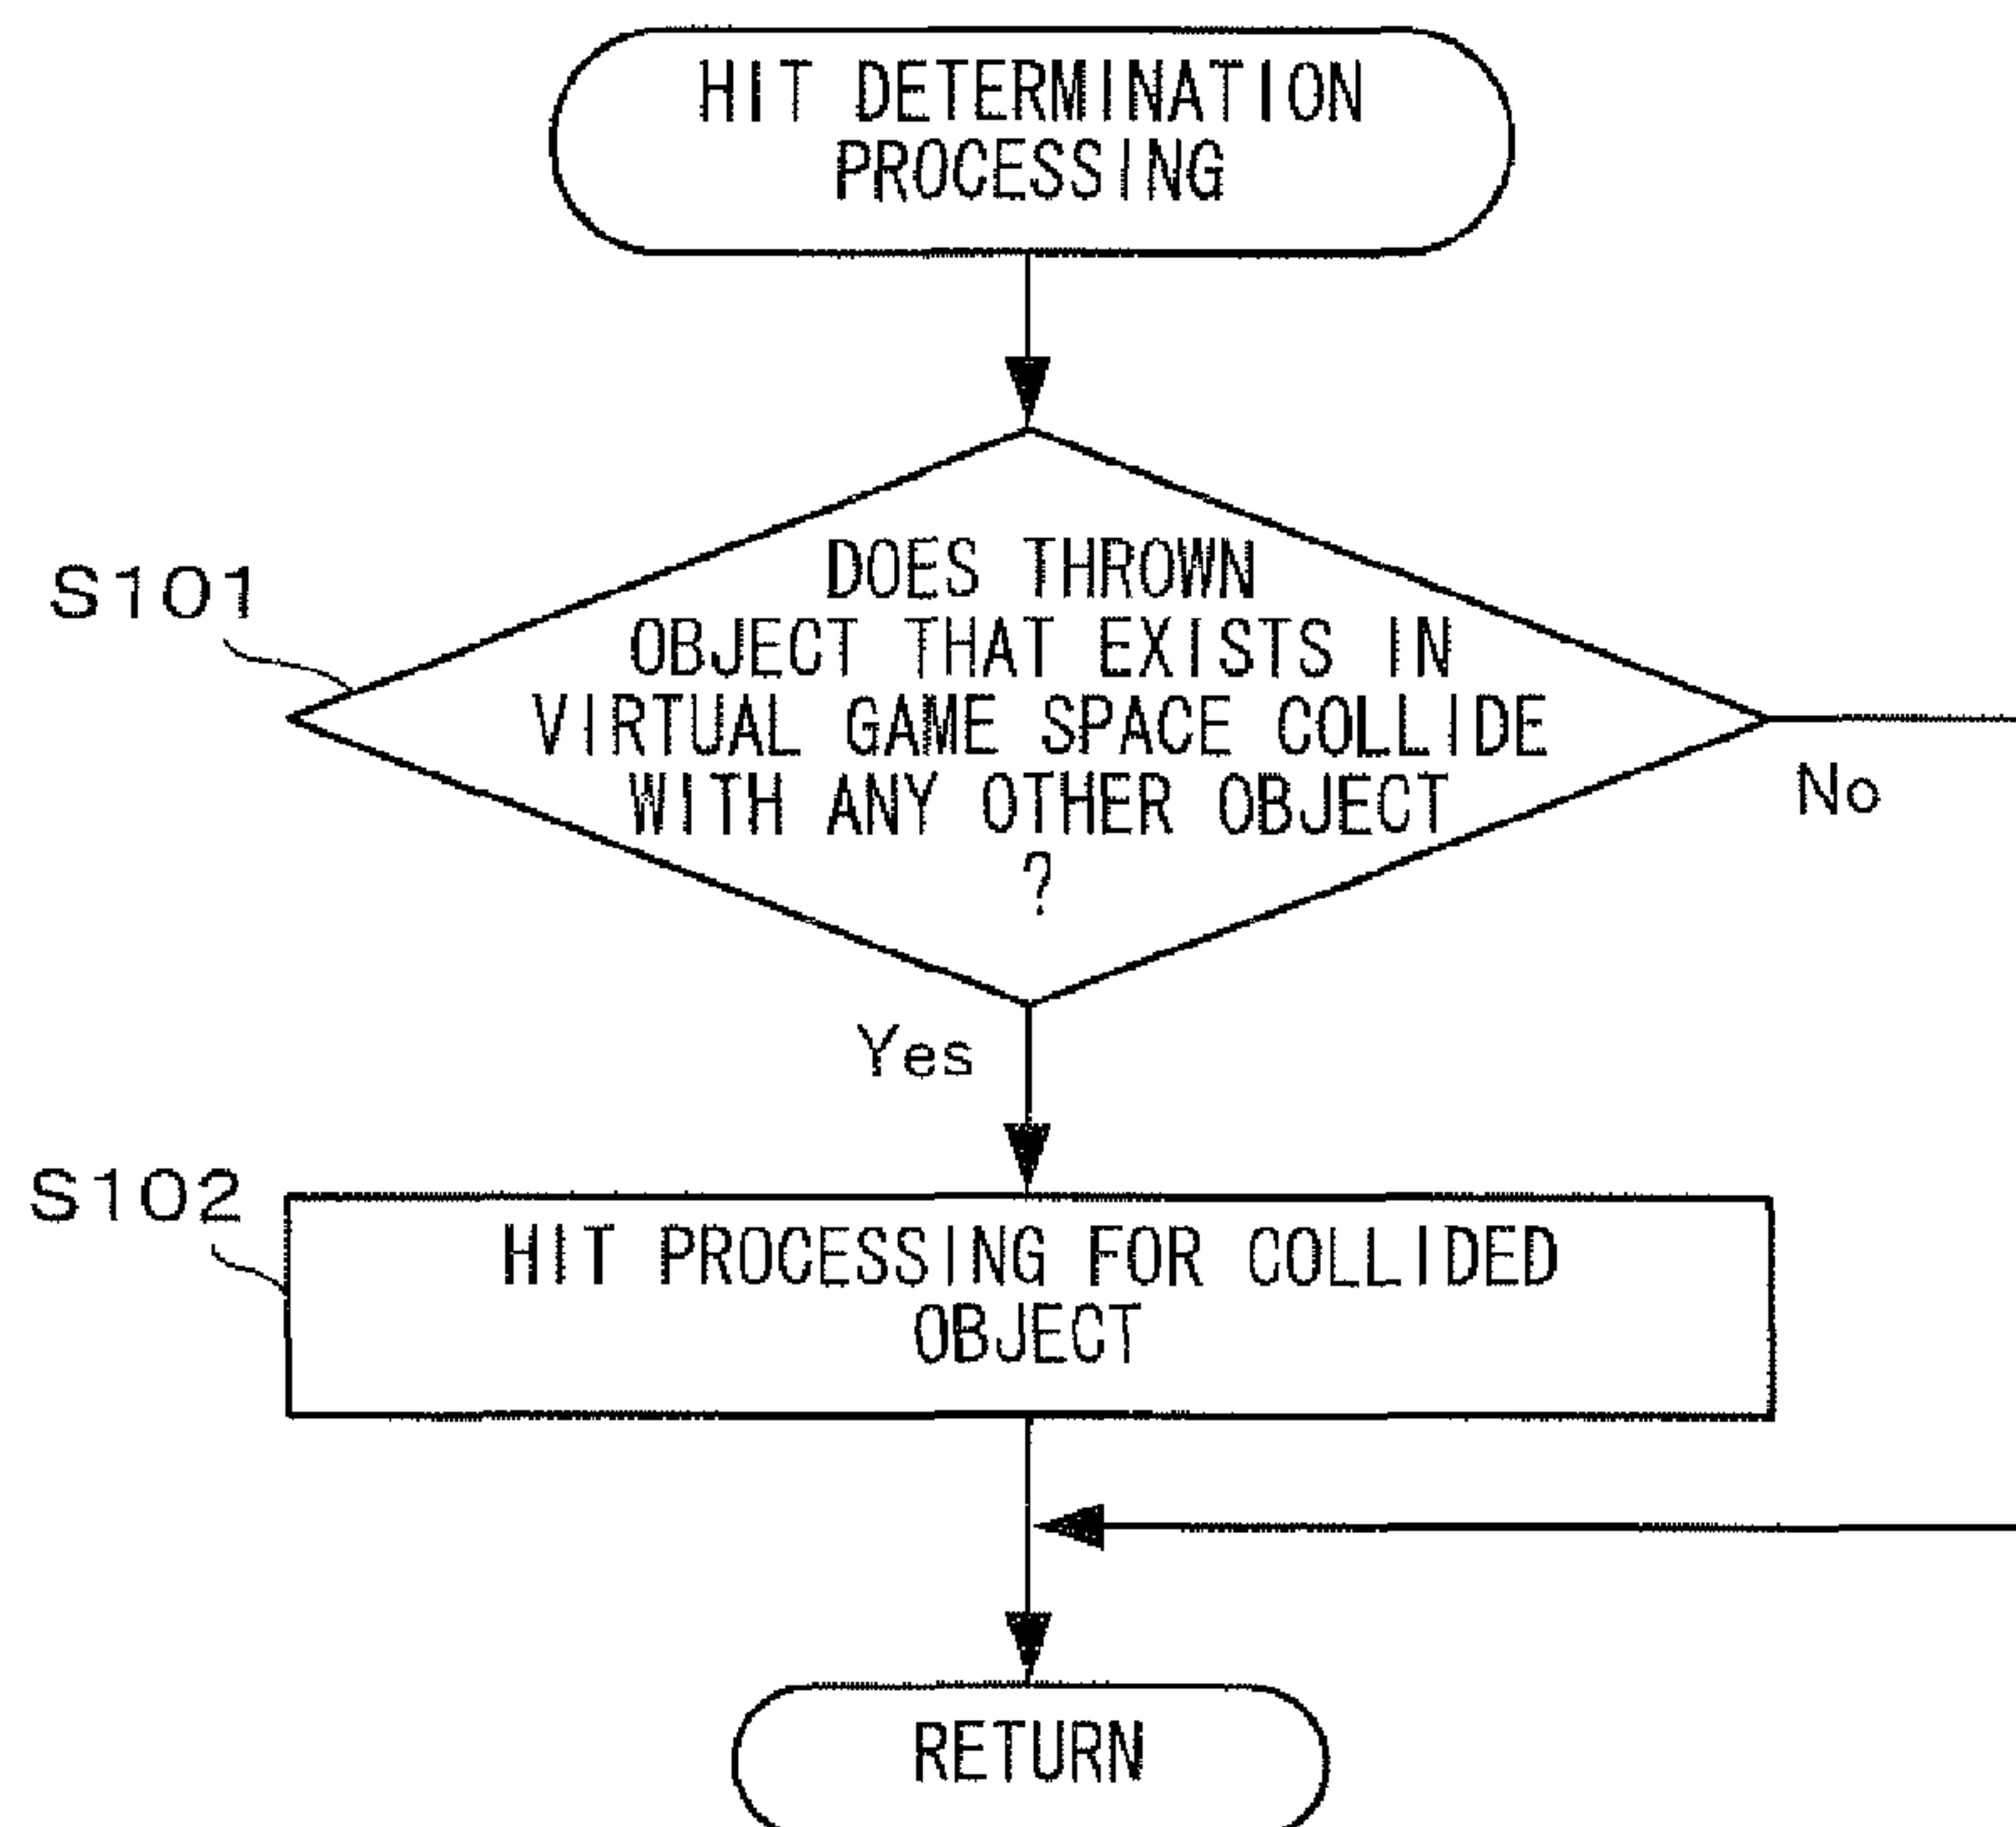 HIT DETERMINATION
PROCESSING
S101
DOES THROWN
OBJECT THAT EXISTS IN
VIRTUAL GAME SPACE COLLIDE
WITH ANY OTHER OBJECT
?
No
Yes
S102
HIT PROCESSING FOR COLLIDED
OBJECT
RETURN